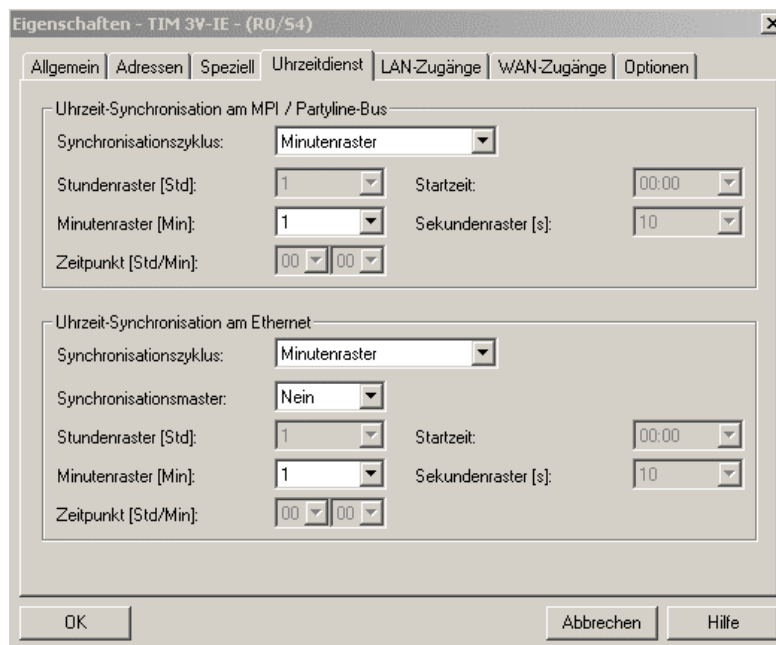 Eigenschaften - TIM 3V-IE - (R0/S4)
Allgemein Adressen Speziell Uhrzeitdienst LAN-Zugänge WAN-Zugänge Optionen
Uhrzeit-Synchronisation am MPI / Partyline-Bus
Synchronisationszyklus: Minutenraster
Stundenraster [Std]: 1 Startzeit: 00:00
Minutenraster [Min]: 1 Sekundenraster [s]: 10
Zeitpunkt [Std/Min]: 00 00
Uhrzeit-Synchronisation am Ethernet
Synchronisationszyklus: Minutenraster
Synchronisationsmaster: Nein
Stundenraster [Std]: 1 Startzeit: 00:00
Minutenraster [Min]: 1 Sekundenraster [s]: 10
Zeitpunkt [Std/Min]: 00 00
OK Abbrechen Hilfe